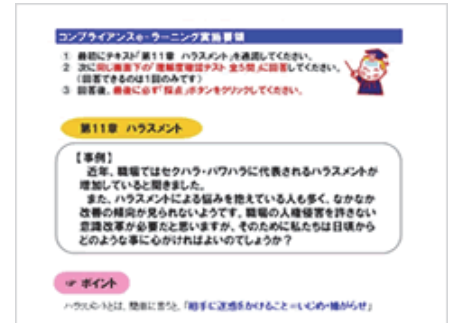 コンプライアンスe-ラーニング実施要領
① 最初にテキスト「第11章 ハラスメント」を通読してください。
② 次に同じ画面下の「理解度確認テスト 全5問」に回答してください。
（回答できるのは1回のみです）
③ 回答後、最後に必ず「採点」ボタンをクリックしてください。
第11章 ハラスメント
【事例】
近年、職場ではセクハラ・パワハラに代表されるハラスメントが
増加していると聞きました。
また、ハラスメントによる悩みを抱えている人も多く、なかなか
改善の傾向が見られないようです。職場の人権侵害を許さない
意識改革が必要だと思いますが、そのために私たちは日頃から
どのような事に心がければよいのでしょうか？
☞ ポイント
ハラスメントとは、簡単に言うと、「相手に迷惑をかけること＝いじめ・嫌がらせ」